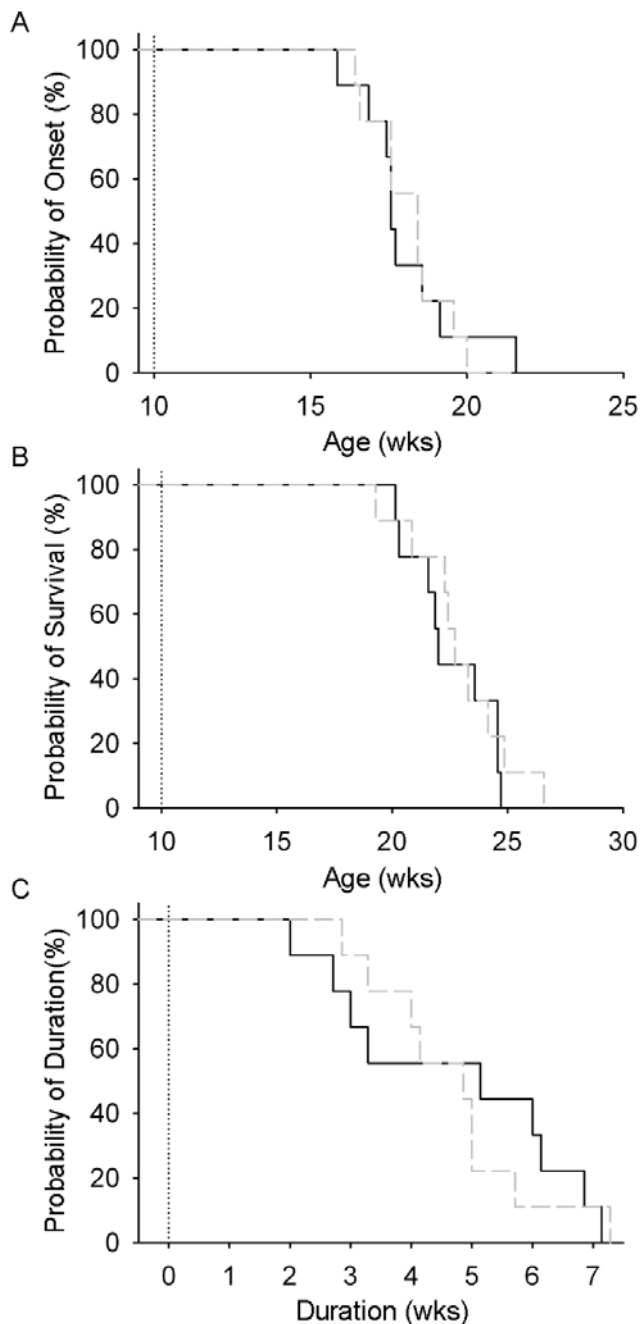 A
Probability of Onset (%)
100
80
60
40
20
0
10 15 20 25
Age (wks)
B
Probability of Survival (%)
100
80
60
40
20
0
10 15 20 25 30
Age (wks)
C
Probability of Duration(%)
100
80
60
40
20
0
0 1 2 3 4 5 6 7
Duration (wks)